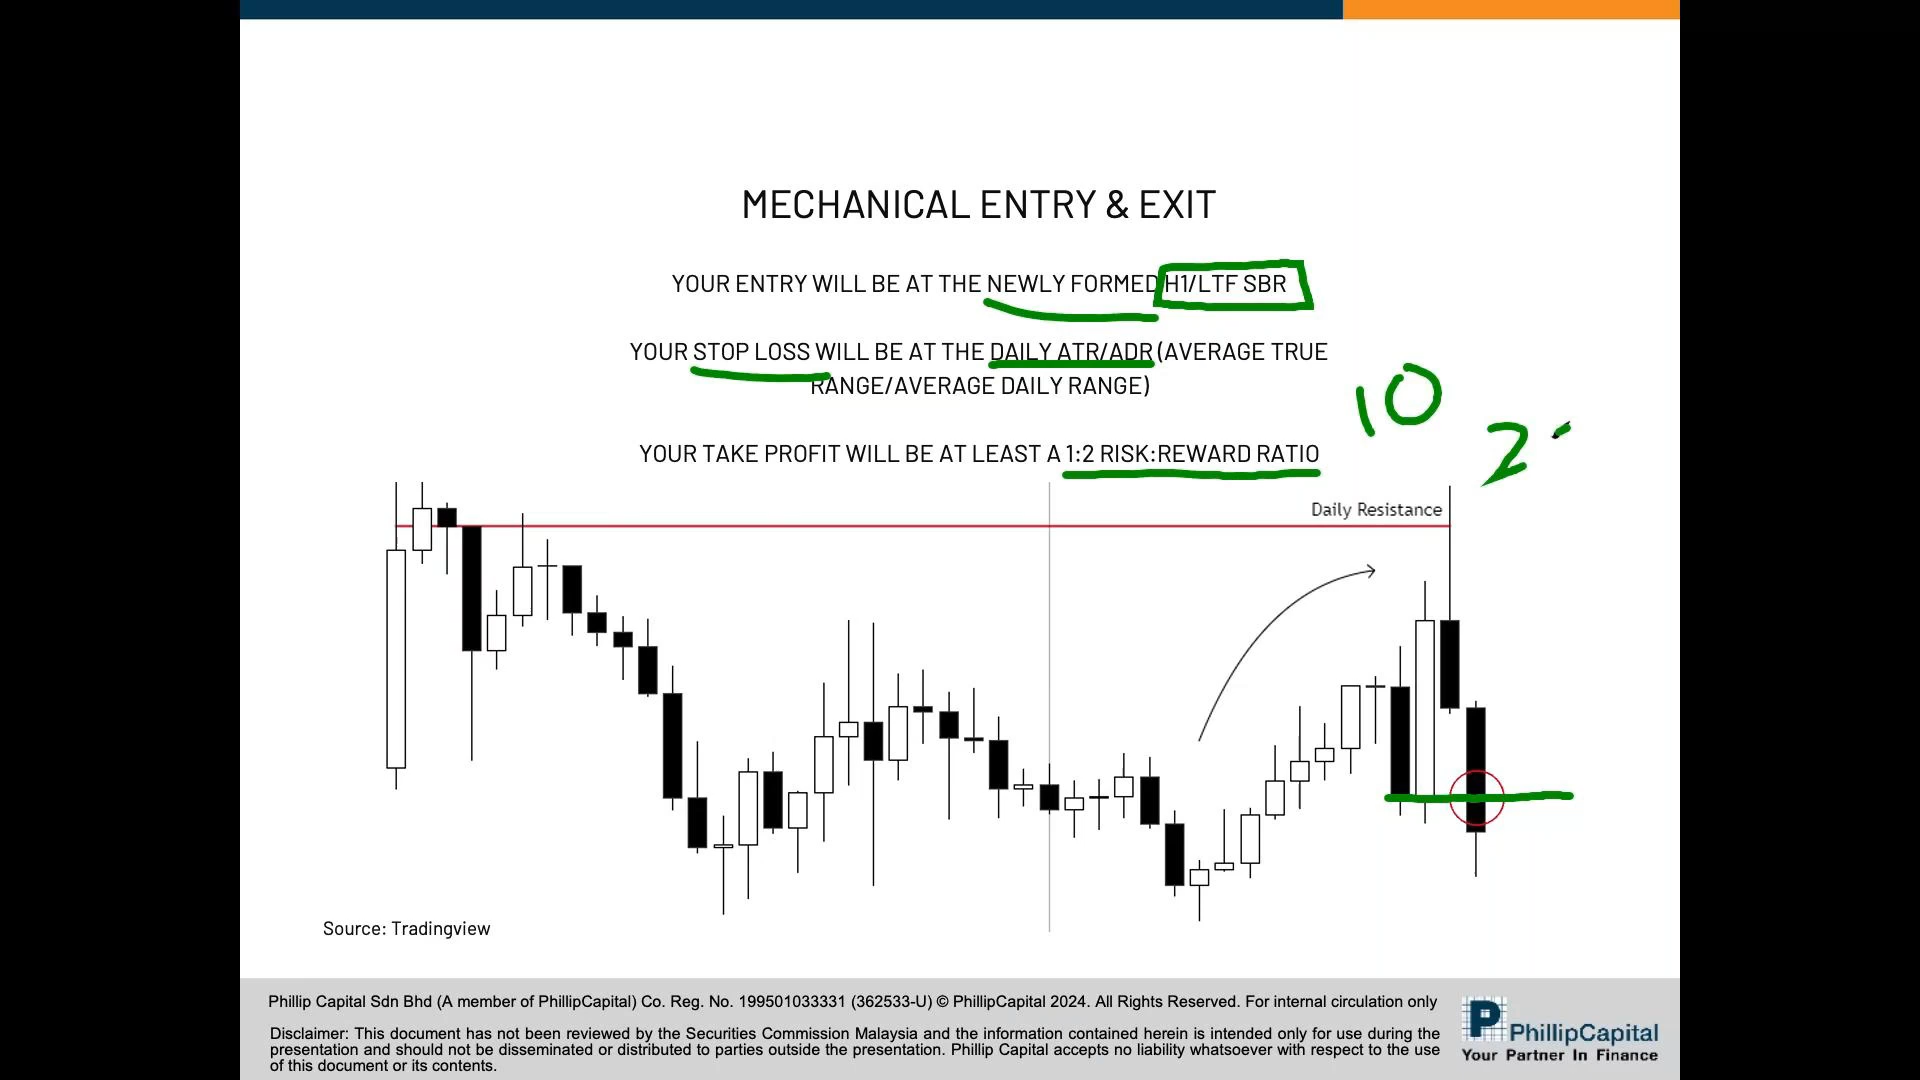 MECHANICAL ENTRY & EXIT
YOUR ENTRY WILL BE AT THE NEWLY FORMED H1/LTF SBR
YOUR STOP LOSS WILL BE AT THE DAILY ATR/ADR (AVERAGE TRUE
RANGE/AVERAGE DAILY RANGE)
10
2
YOUR TAKE PROFIT WILL BE AT LEAST A 1:2 RISK:REWARD RATIO
Daily Resistance
Source: Tradingview
Phillip Capital Sdn Bhd (A member of PhillipCapital) Co. Reg. No. 199501033331 (362533-U) © PhillipCapital 2024. All Rights Reserved. For internal circulation only
Disclaimer: This document has not been reviewed by the Securities Commission Malaysia and the information contained herein is intended only for use during the
presentation and should not be disseminated or distributed to parties outside the presentation. Phillip Capital accepts no liability whatsoever with respect to the use
of this document or its contents.
P PhillipCapital
Your Partner In Finance